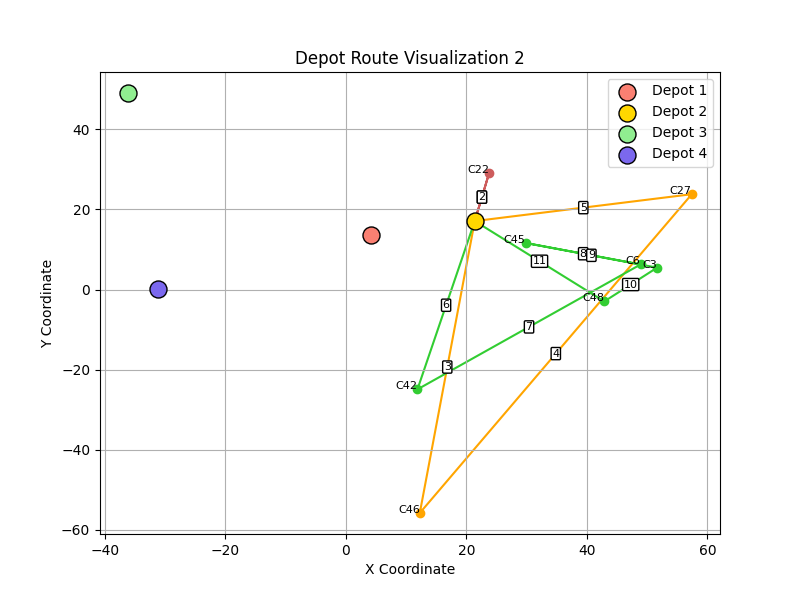 Depot Route Visualization 2
Depot 1
Depot 2
Depot 3
Depot 4
Y Coordinate
40
20
0
−20
−40
−60
C22
2
C27
5
C45
8
9
C6
C3
11
10
C48
6
7
4
3
C42
C46
−40
−20
0
20
40
60
X Coordinate